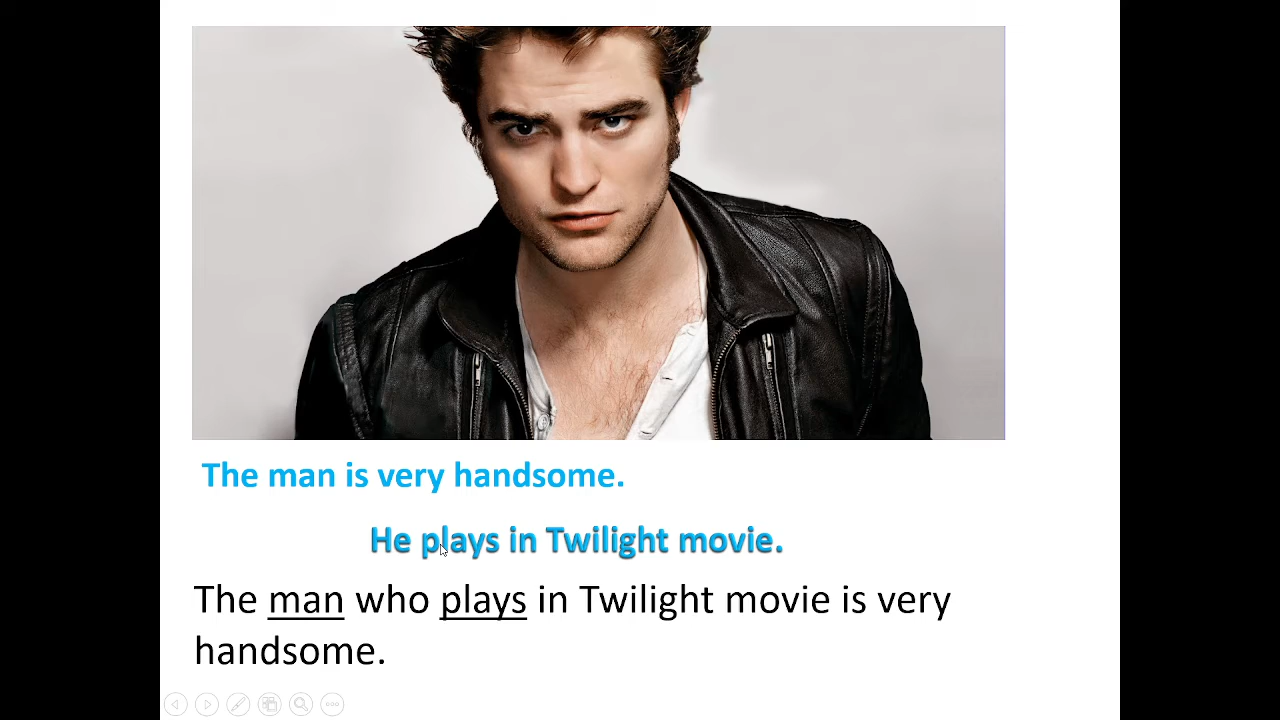 The man is very handsome.
He plays in Twilight movie.
The man who plays in Twilight movie is very
handsome.